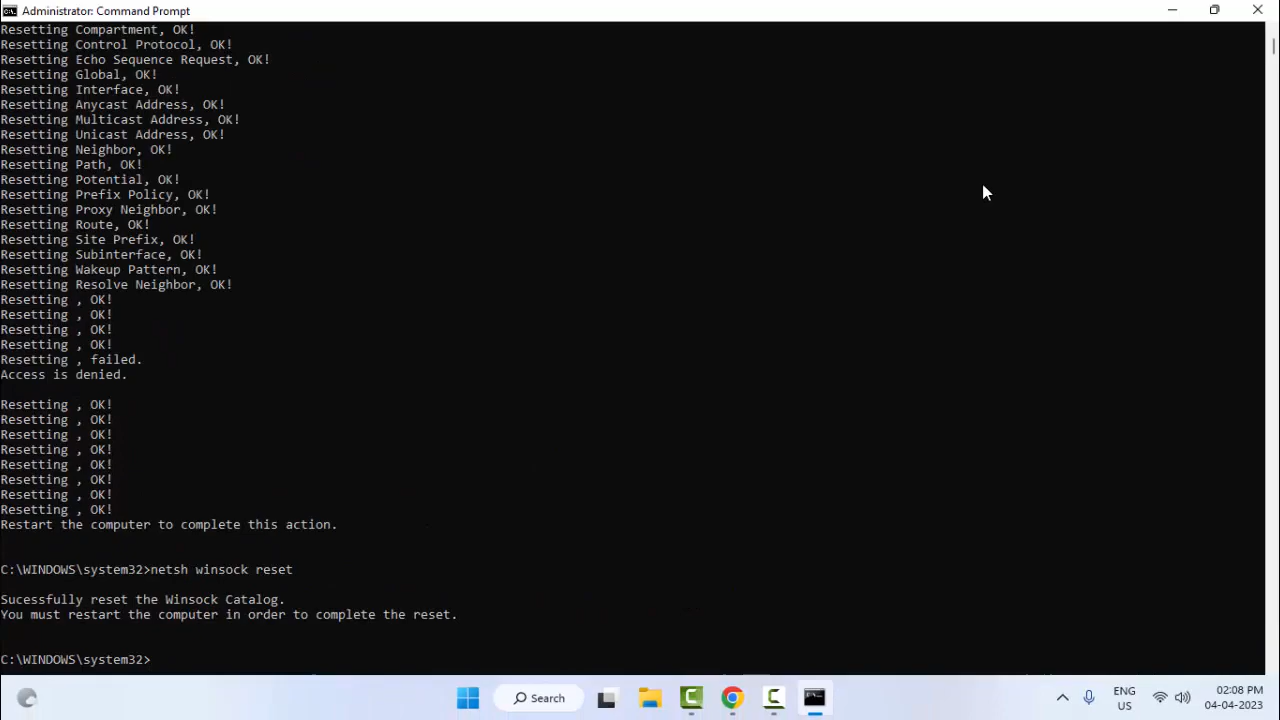 Administrator: Command Prompt
Resetting Compartment, OK!
Resetting Control Protocol, OK!
Resetting Echo Sequence Request, OK!
Resetting Global, OK!
Resetting Interface, OK!
Resetting Anycast Address, OK!
Resetting Multicast Address, OK!
Resetting Unicast Address, OK!
Resetting Neighbor, OK!
Resetting Path, OK!
Resetting Potential, OK!
Resetting Prefix Policy, OK!
Resetting Proxy Neighbor, OK!
Resetting Route, OK!
Resetting Site Prefix, OK!
Resetting Subinterface, OK!
Resetting Wakeup Pattern, OK!
Resetting Resolve Neighbor, OK!
Resetting , OK!
Resetting , OK!
Resetting , OK!
Resetting , OK!
Resetting , failed.
Access is denied.
Resetting , OK!
Resetting , OK!
Resetting , OK!
Resetting , OK!
Resetting , OK!
Resetting , OK!
Resetting , OK!
Resetting , OK!
Restart the computer to complete this action.
C:\WINDOWS\system32>netsh winsock reset
Sucessfully reset the Winsock Catalog.
You must restart the computer in order to complete the reset.
C:\WINDOWS\system32>
Search
ENG
US
02:08 PM
04-04-2023